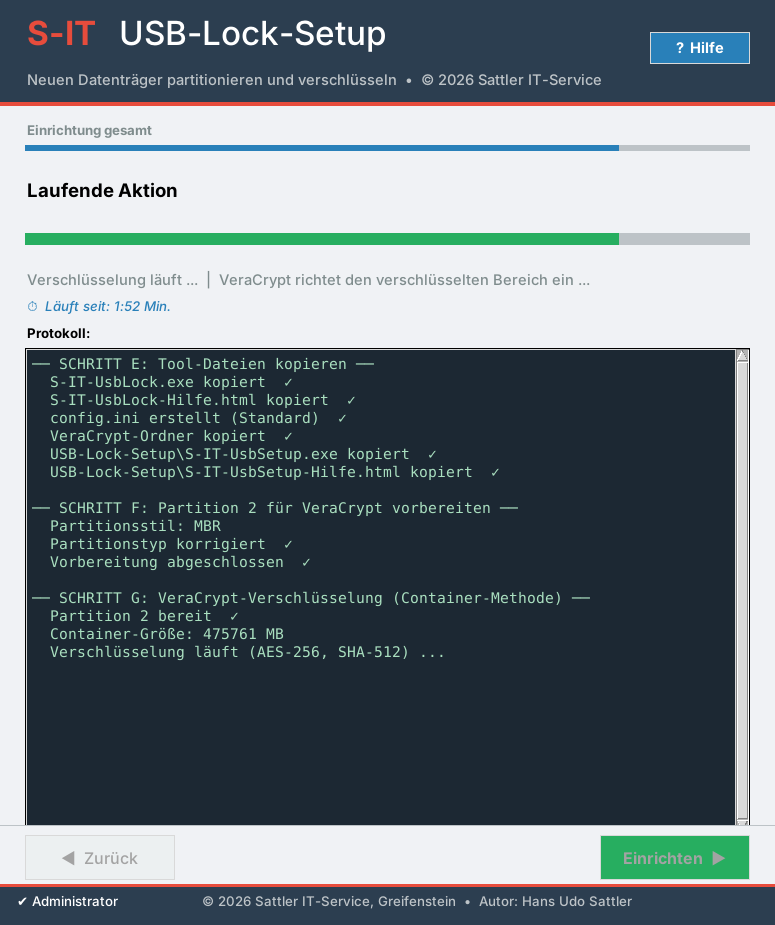 S-IT USB-Lock-Setup
? Hilfe
Neuen Datenträger partitionieren und verschlüsseln • © 2026 Sattler IT-Service
Einrichtung gesamt
Laufende Aktion
Verschlüsselung läuft ... | VeraCrypt richtet den verschlüsselten Bereich ein ...
⏱ Läuft seit: 1:52 Min.
Protokoll:
── SCHRITT E: Tool-Dateien kopieren ──
S-IT-UsbLock.exe kopiert ✓
S-IT-UsbLock-Hilfe.html kopiert ✓
config.ini erstellt (Standard) ✓
VeraCrypt-Ordner kopiert ✓
USB-Lock-Setup\S-IT-UsbSetup.exe kopiert ✓
USB-Lock-Setup\S-IT-UsbSetup-Hilfe.html kopiert ✓
── SCHRITT F: Partition 2 für VeraCrypt vorbereiten ──
Partitionsstil: MBR
Partitionstyp korrigiert ✓
Vorbereitung abgeschlossen ✓
── SCHRITT G: VeraCrypt-Verschlüsselung (Container-Methode) ──
Partition 2 bereit ✓
Container-Größe: 475761 MB
Verschlüsselung läuft (AES-256, SHA-512) ...
◀ Zurück
Einrichten ▶
✔ Administrator
© 2026 Sattler IT-Service, Greifenstein • Autor: Hans Udo Sattler